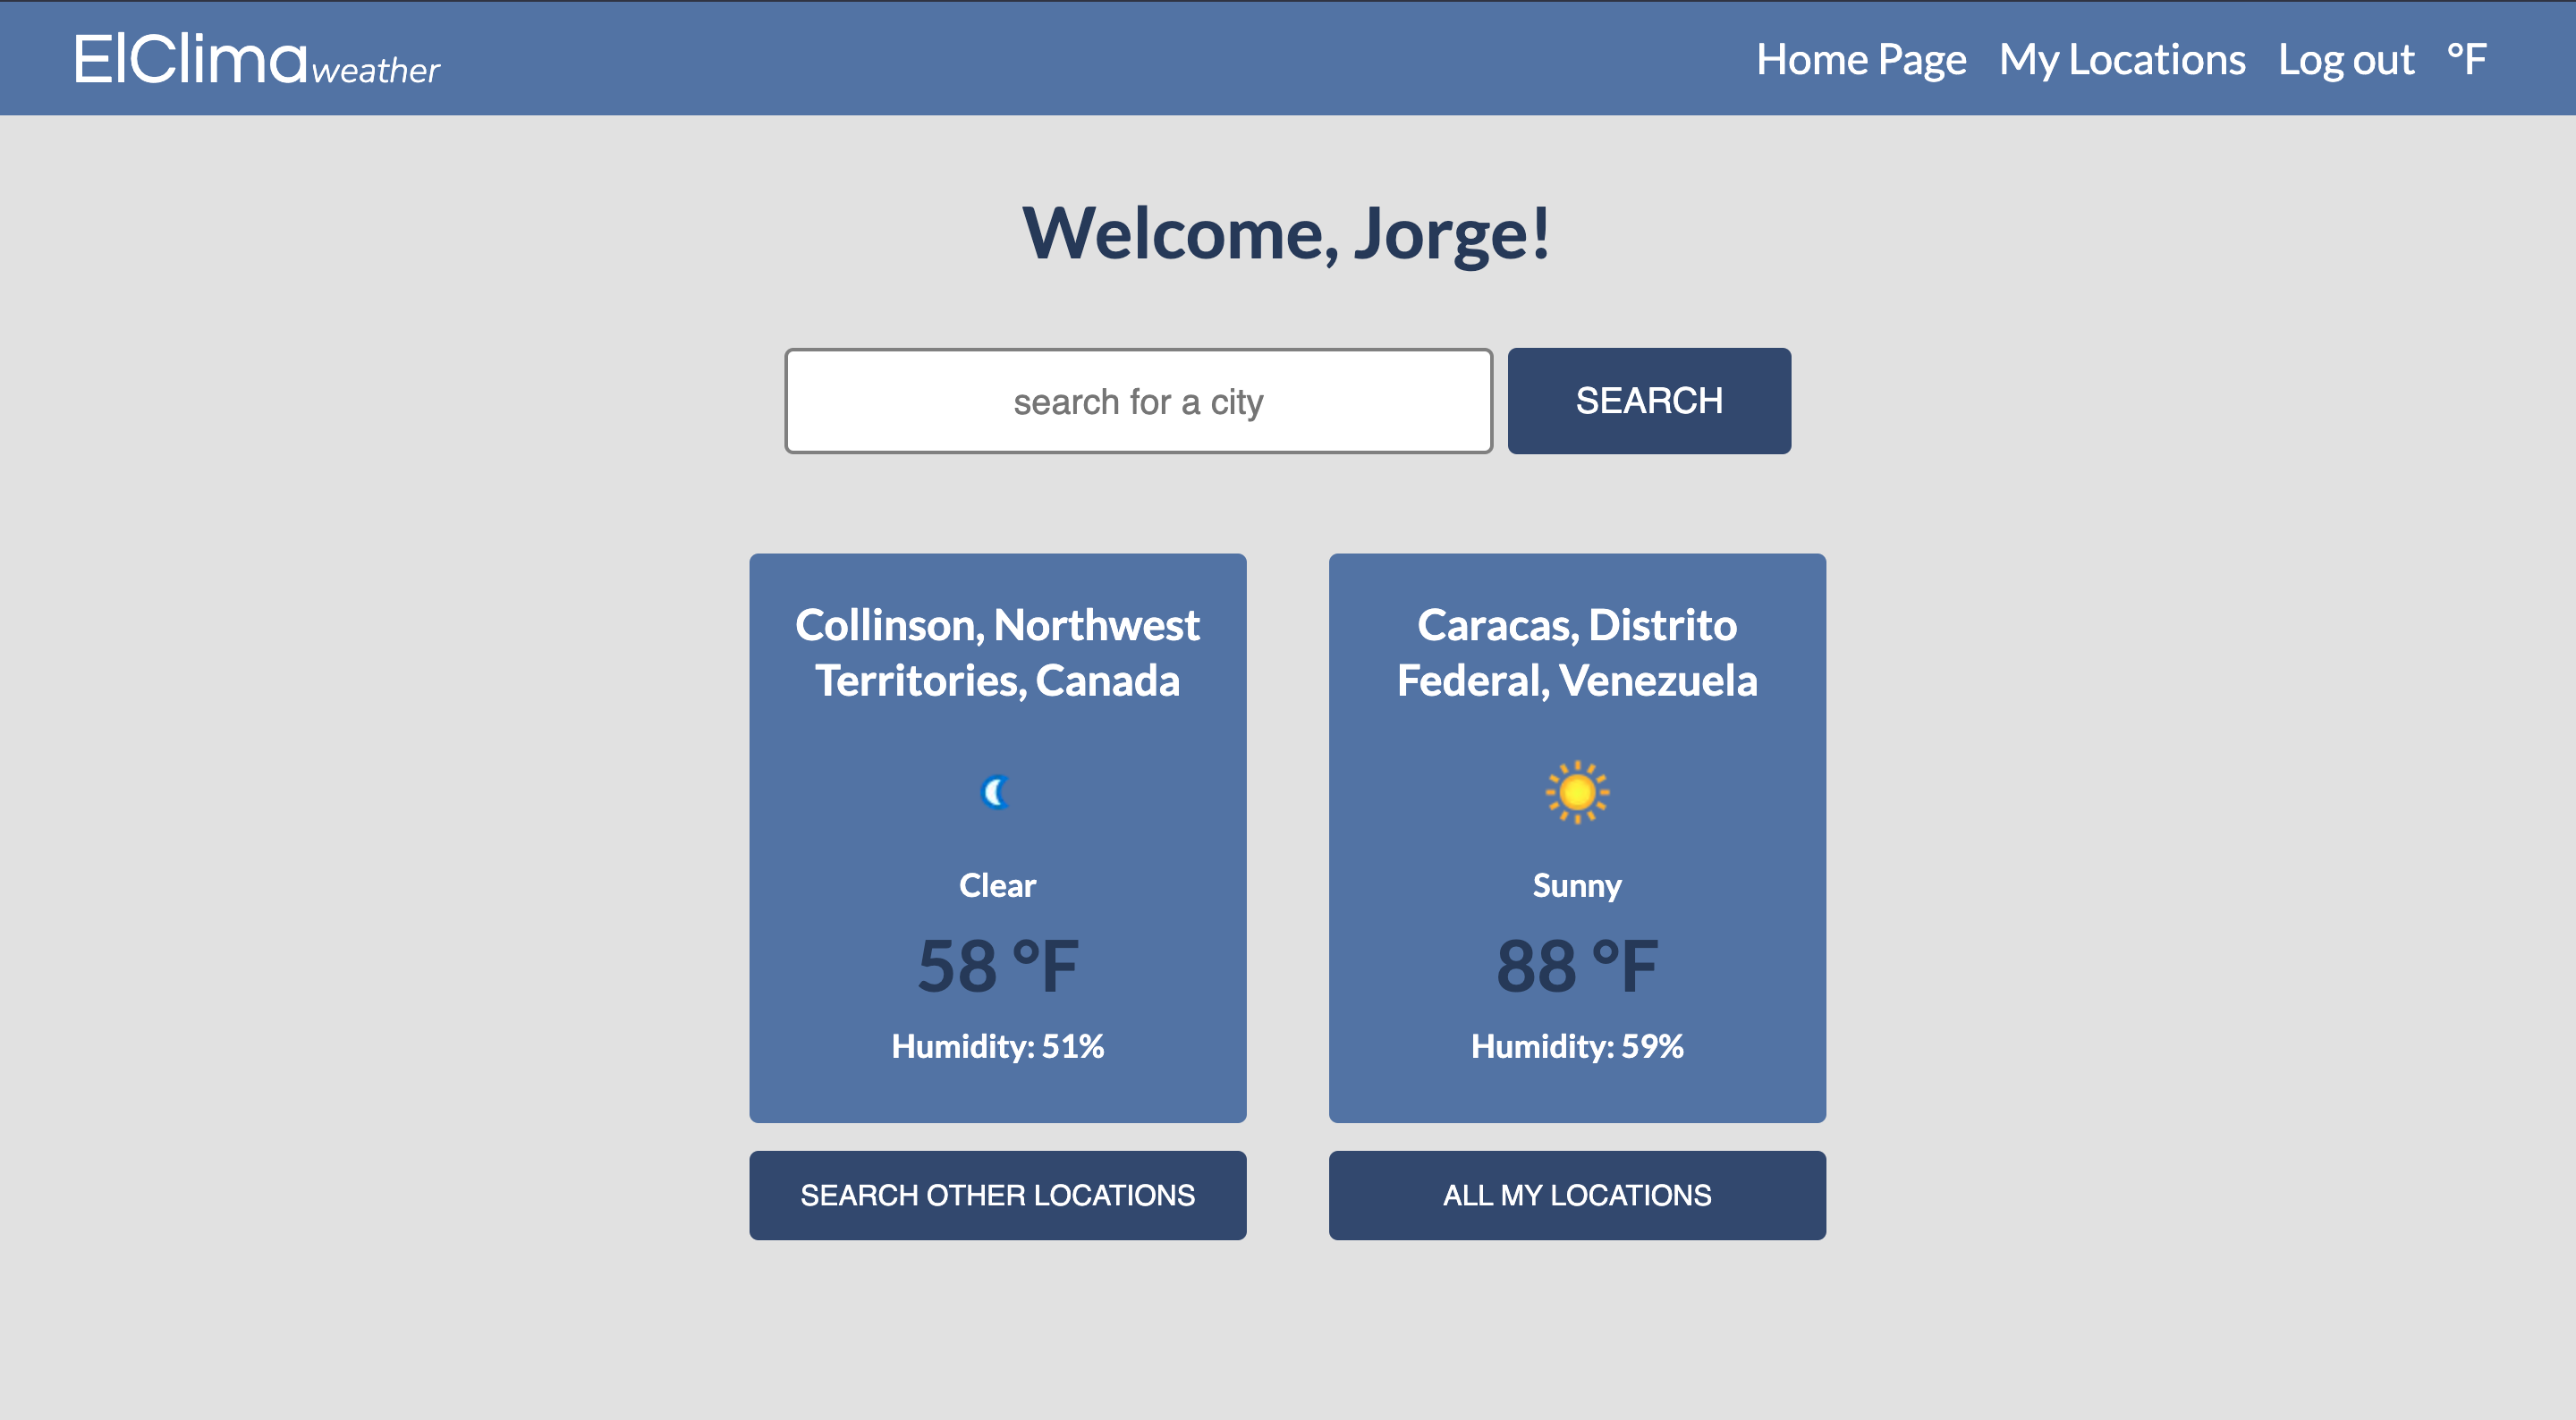 ElClima weather
Home Page My Locations Log out °F
Welcome, Jorge!
search for a city
SEARCH
Collinson, Northwest
Territories, Canada
Clear
58 °F
Humidity: 51%
Caracas, Distrito
Federal, Venezuela
Sunny
88 °F
Humidity: 59%
SEARCH OTHER LOCATIONS
ALL MY LOCATIONS